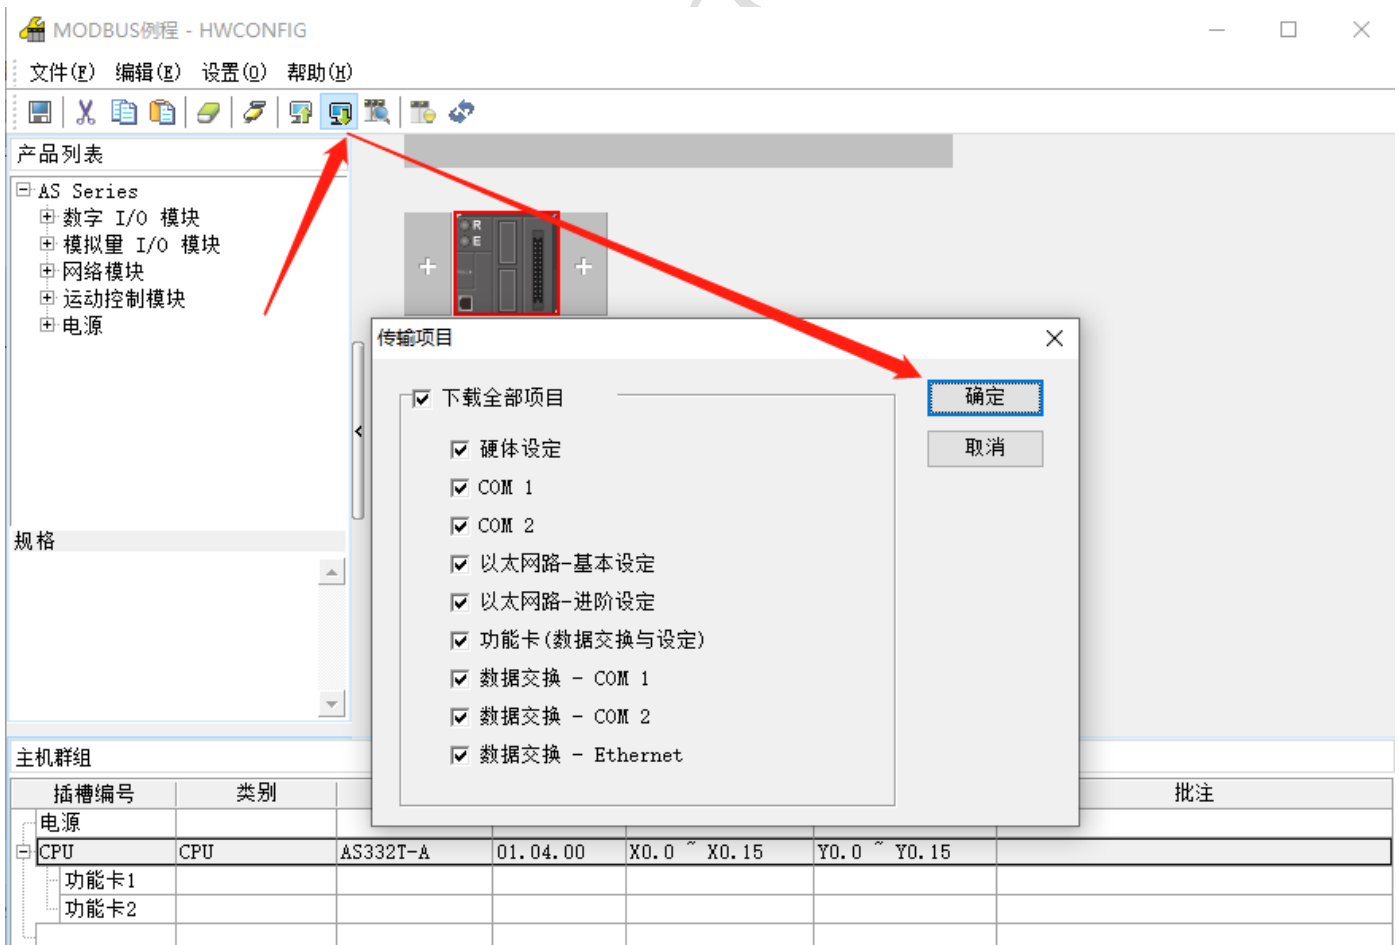 MODBUS例程 - HWCONFIG
文件(F) 编辑(E) 设置(O) 帮助(H)
产品列表
AS Series
数字 I/O 模块
模拟量 I/O 模块
网络模块
运动控制模块
电源
R
E
传输项目
下载全部项目
确定
取消
硬体设定
COM 1
COM 2
以太网路-基本设定
以太网路-进阶设定
功能卡(数据交换与设定)
数据交换 - COM 1
数据交换 - COM 2
数据交换 - Ethernet
规格
主机群组
插槽编号 类别 批注
电源
CPU CPU AS332T-A 01.04.00 X0.0 ~ X0.15 Y0.0 ~ Y0.15
功能卡1
功能卡2